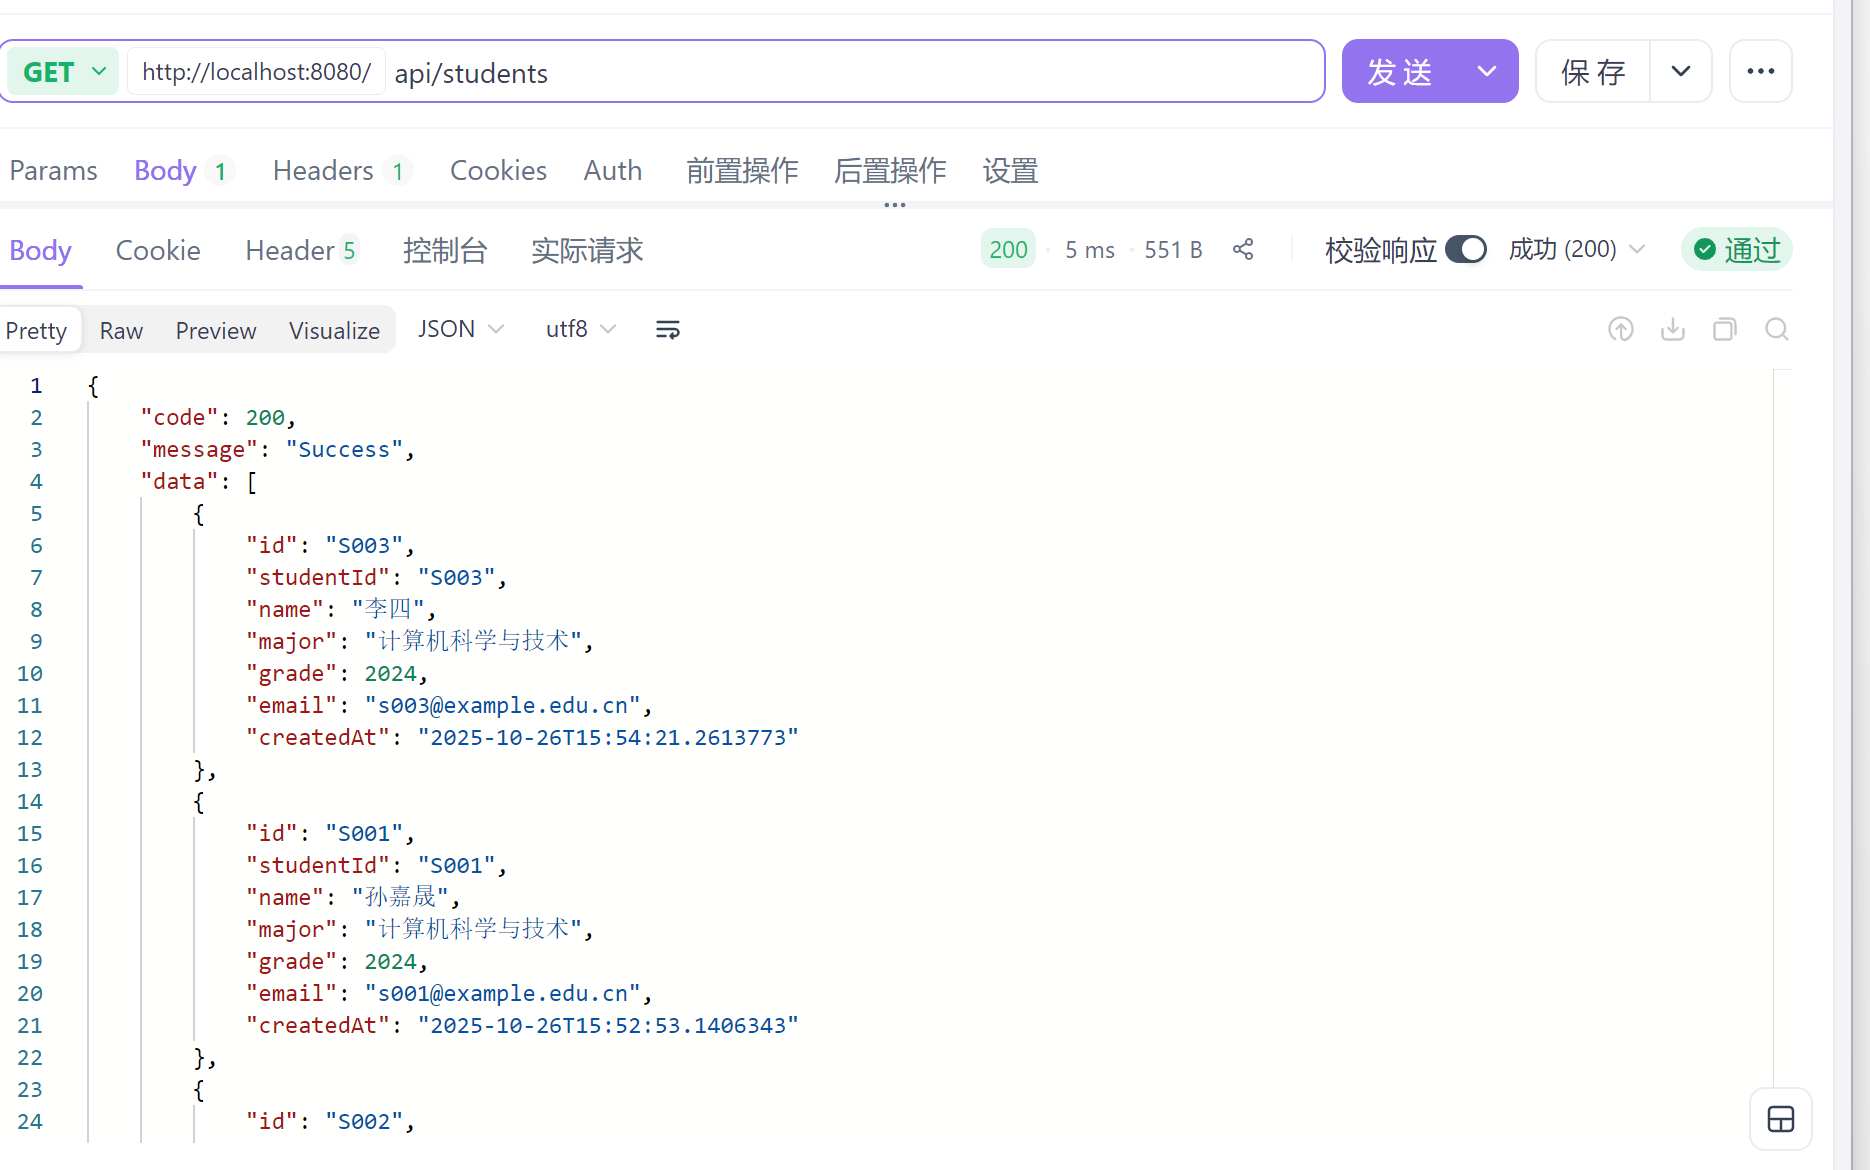 GET http://localhost:8080/ api/students 发送 保存
Params Body 1 Headers 1 Cookies Auth 前置操作 后置操作 设置
Body Cookie Header 5 控制台 实际请求 200 · 5 ms · 551 B 校验响应 成功 (200) 通过
Pretty Raw Preview Visualize JSON utf8
1 {
2 "code": 200,
3 "message": "Success",
4 "data": [
5 {
6 "id": "S003",
7 "studentId": "S003",
8 "name": "李四",
9 "major": "计算机科学与技术",
10 "grade": 2024,
11 "email": "s003@example.edu.cn",
12 "createdAt": "2025-10-26T15:54:21.2613773"
13 },
14 {
15 "id": "S001",
16 "studentId": "S001",
17 "name": "孙嘉晟",
18 "major": "计算机科学与技术",
19 "grade": 2024,
20 "email": "s001@example.edu.cn",
21 "createdAt": "2025-10-26T15:52:53.1406343"
22 },
23 {
24 "id": "S002",